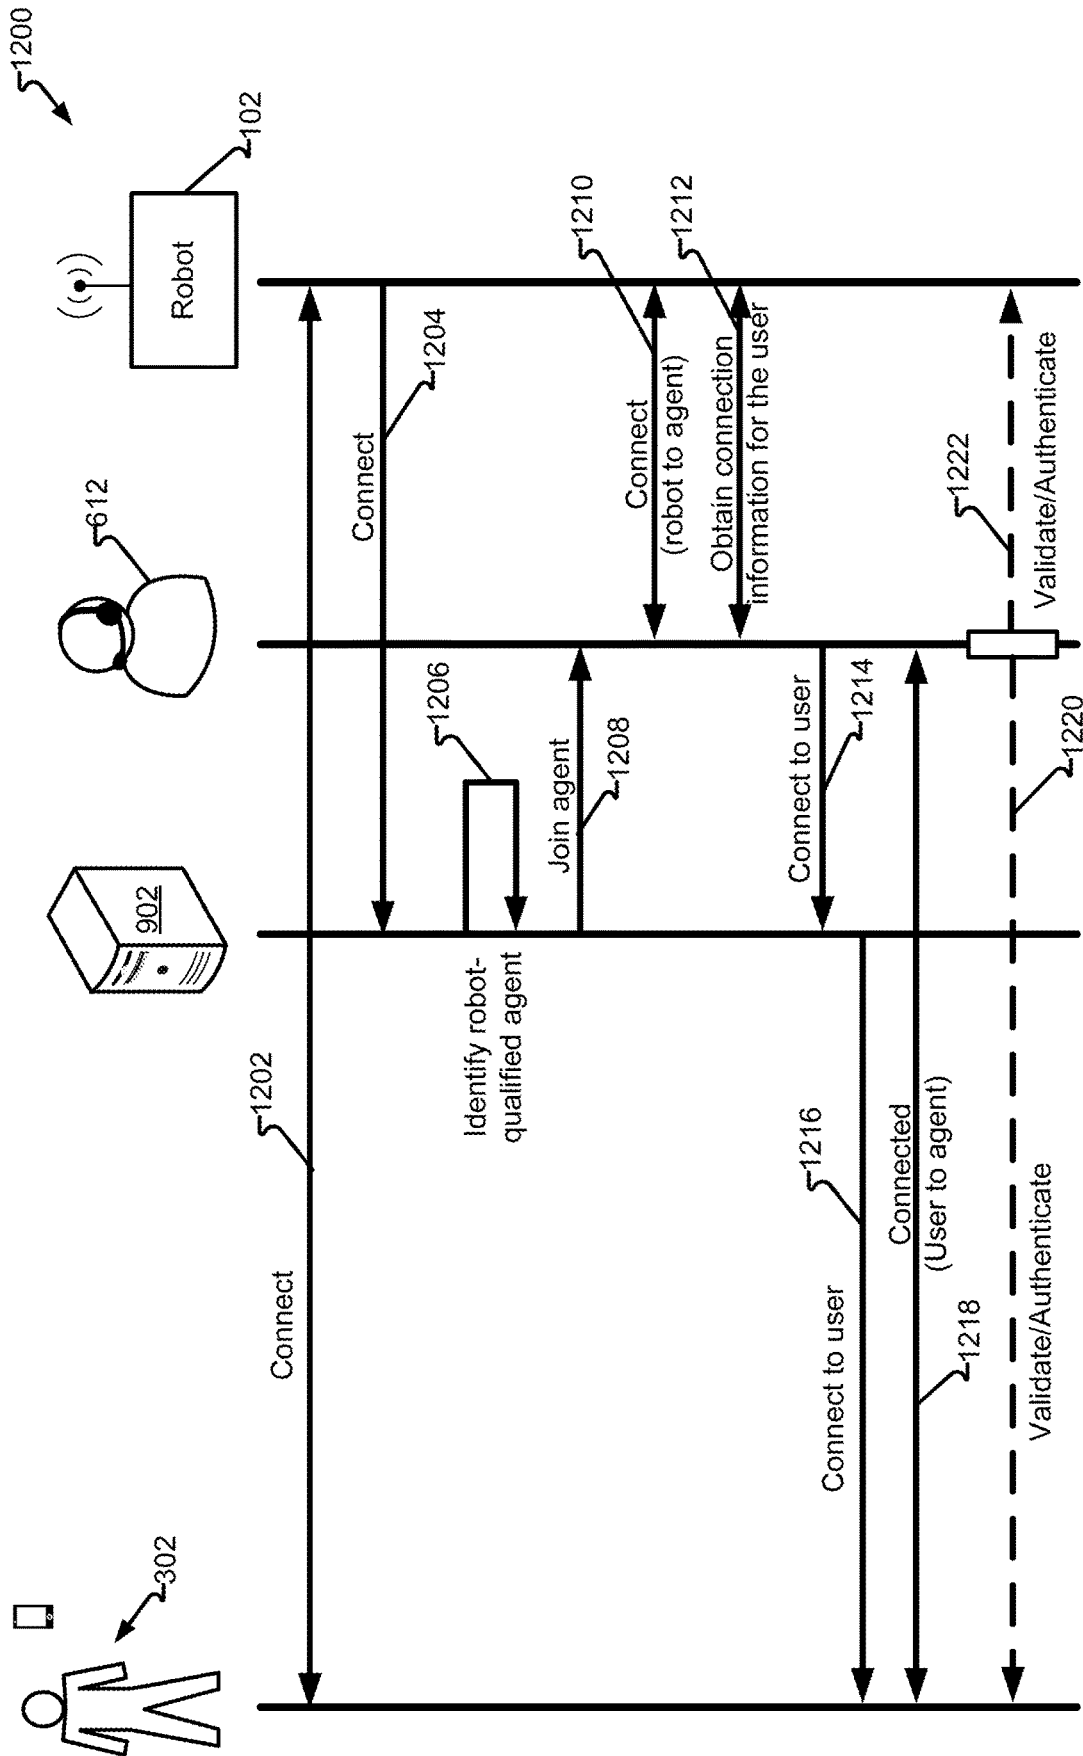 1200
302
902
612
Robot
102
1202
Connect
Connect
1204
1206
Identify robot-
qualified agent
Join agent
1208
1210
Connect
(robot to agent)
1212
Obtain connection
information for the user
Connect to user
1214
1216
Connect to user
Connected
(User to agent)
1218
1220
1222
Validate/Authenticate
Validate/Authenticate